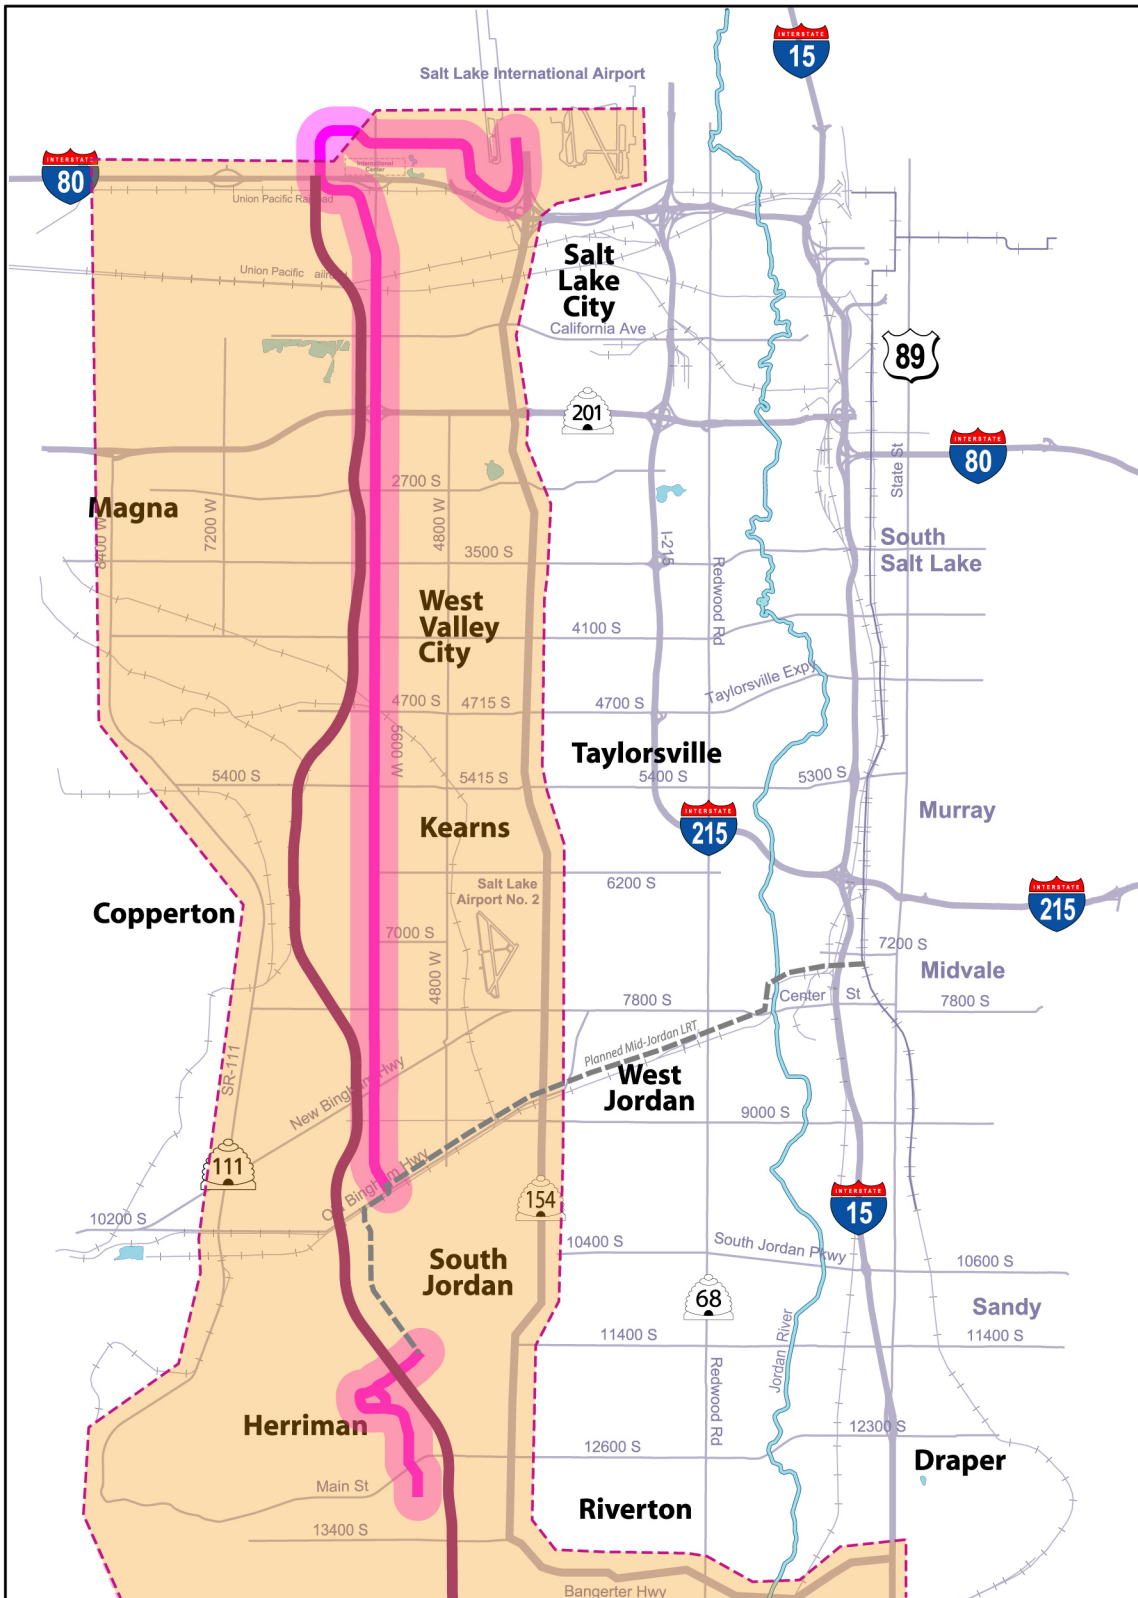 INTERSTATE
15
Salt Lake International Airport
INTERSTATE
80
International
Center
Union Pacific Railroad
Salt
Lake
City
Union Pacific
California Ave
89
201
INTERSTATE
80
State St
2700 S
Magna
8400 W
7200 W
4800 W
I-215
South
Salt Lake
3500 S
Redwood Rd
West
Valley
City
4100 S
Taylorsville Expy
4700 S
4715 S
4700 S
5600 W
Taylorsville
5400 S
5415 S
5400 S
5300 S
Murray
INTERSTATE
215
Kearns
6200 S
Salt Lake
Airport No. 2
INTERSTATE
215
Copperton
7000 S
7200 S
Midvale
4800 W
7800 S
Center St
7800 S
Planned Mid-Jordan LRT
SR-111
New Bingham Hwy
West
Jordan
9000 S
111
Old Bingham Hwy
154
INTERSTATE
15
10200 S
10400 S
South Jordan Pkwy
10600 S
South
Jordan
68
Sandy
11400 S
11400 S
Jordan River
Redwood Rd
Herriman
12300 S
12600 S
Draper
Main St
Riverton
13400 S
Bangerter Hwy